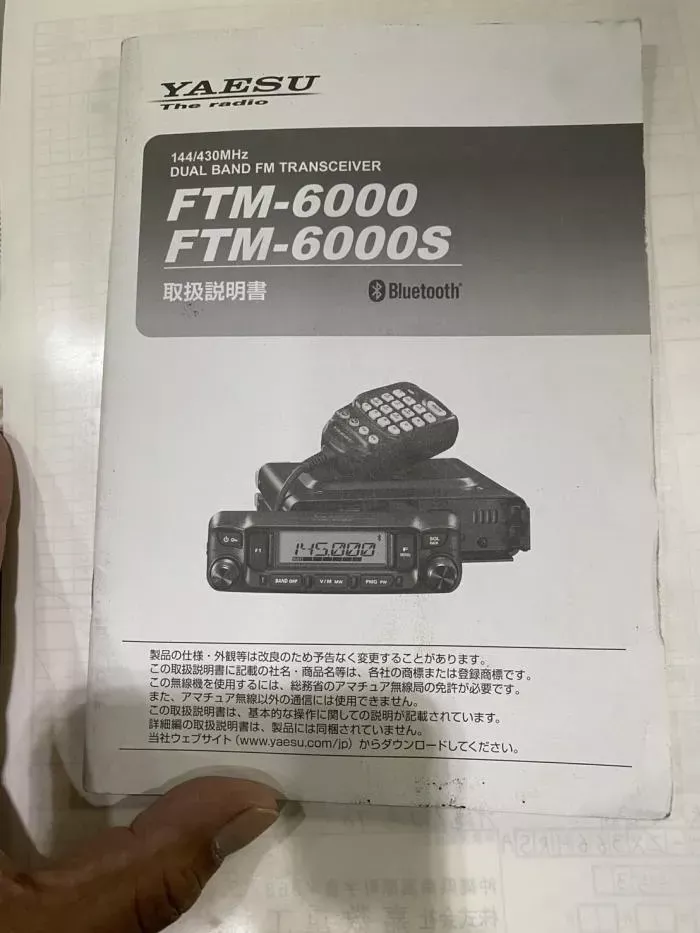 YAESU
The radio
144/430MHz
DUAL BAND FM TRANSCEIVER
FTM-6000
FTM-6000S
取扱説明書
Bluetooth®
YAESU
145.000
F1
F
MENU
SQL
BACK
BAND OFF
V/M MW
PMG PW
製品の仕様・外観等は改良のため予告なく変更することがあります。
この取扱説明書に記載の社名・商品名等は、各社の商標または登録商標です。
この無線機を使用するには、総務省のアマチュア無線局の免許が必要です。
また、アマチュア無線以外の通信には使用できません。
この取扱説明書は、基本的な操作に関しての説明が記載されています。
詳細編の取扱説明書は、製品には同梱されていません。
当社ウェブサイト (www.yaesu.com/jp) からダウンロードしてください。